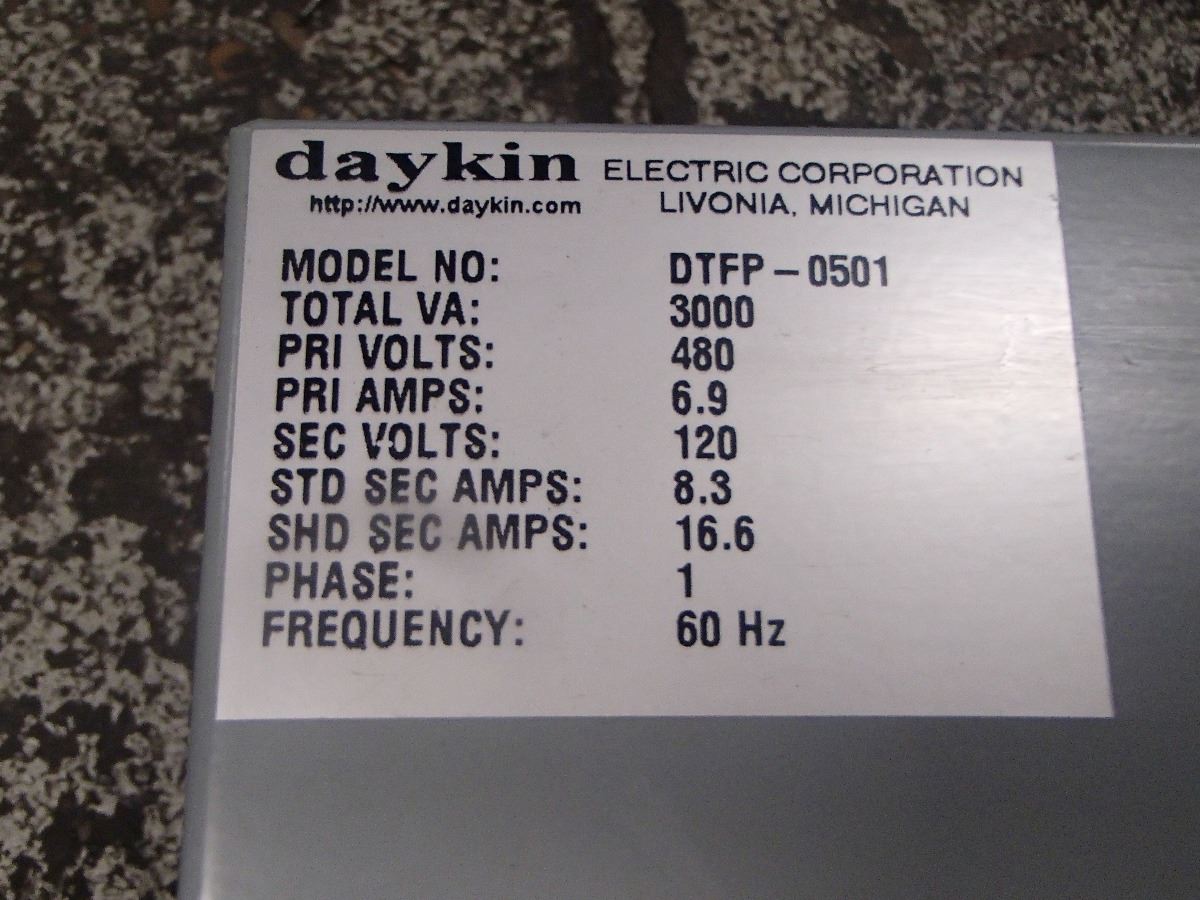 daykin ELECTRIC CORPORATION
http://www.daykin.com LIVONIA, MICHIGAN
MODEL NO: DTFP-0501
TOTAL VA: 3000
PRI VOLTS: 480
PRI AMPS: 6.9
SEC VOLTS: 120
STD SEC AMPS: 8.3
SHD SEC AMPS: 16.6
PHASE: 1
FREQUENCY: 60 Hz